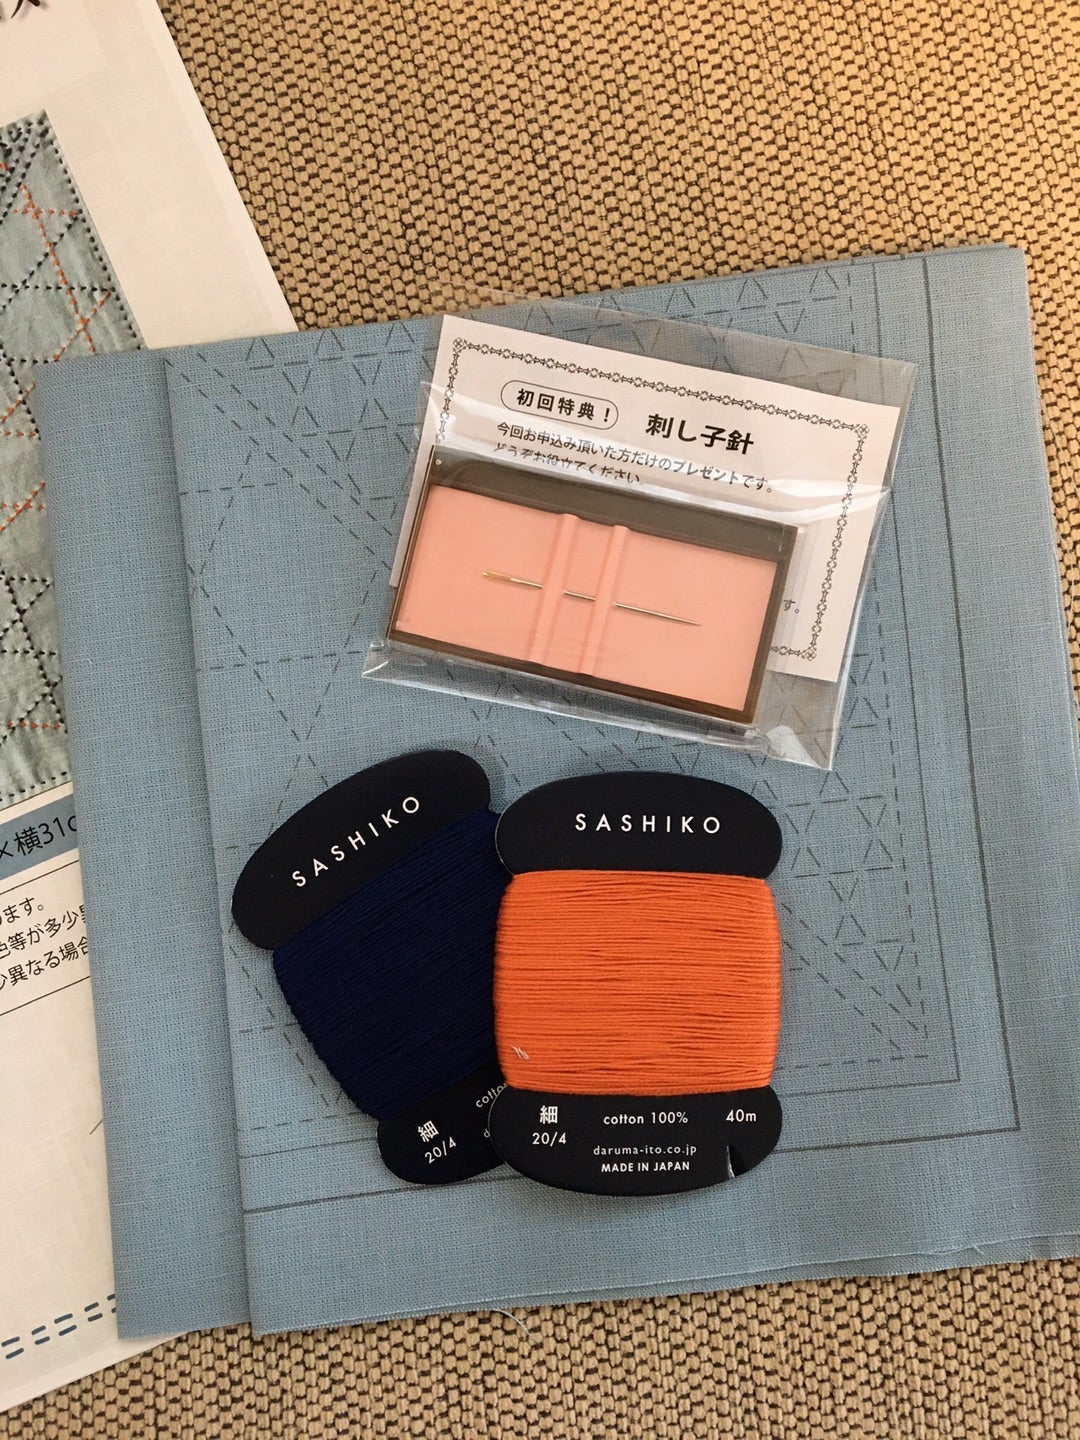 初回特典！
刺し子針
今回お申込み頂いた方だけのプレゼントです。
どうぞお役立てください。
す。
SASHIKO
細
20/4
SASHIKO
細
20/4
cotton 100%
40m
daruma-ito.co.jp
MADE IN JAPAN
×横31c
ます。
色等が多少
少異なる場合